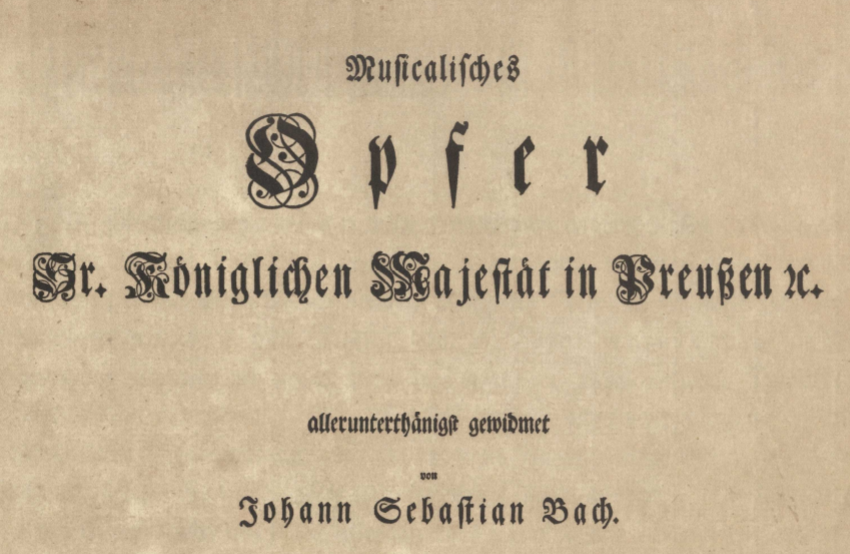 Musicalisches
Opfer
Sr. Königlichen Majestät in Preußen ꝛc.
allerunterthänigst gewidmet
von
Johann Sebastian Bach.